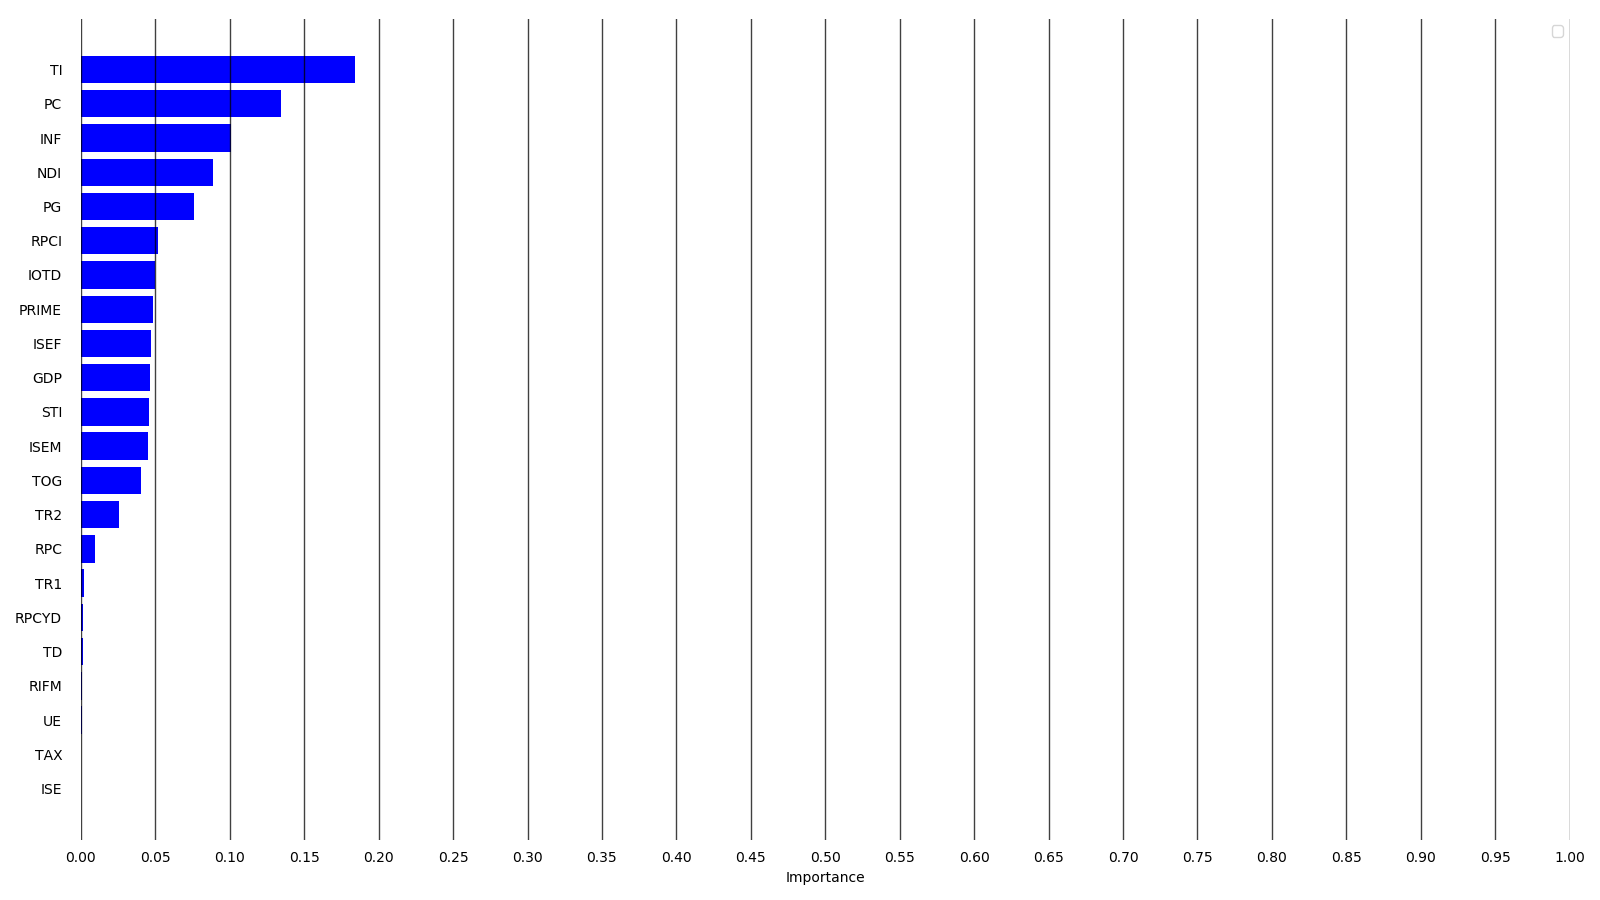 TI
PC
INF
NDI
PG
RPCI
IOTD
PRIME
ISEF
GDP
STI
ISEM
TOG
TR2
RPC
TR1
RPCYD
TD
RIFM
UE
TAX
ISE
0.00 0.05 0.10 0.15 0.20 0.25 0.30 0.35 0.40 0.45 0.50 0.55 0.60 0.65 0.70 0.75 0.80 0.85 0.90 0.95 1.00
Importance